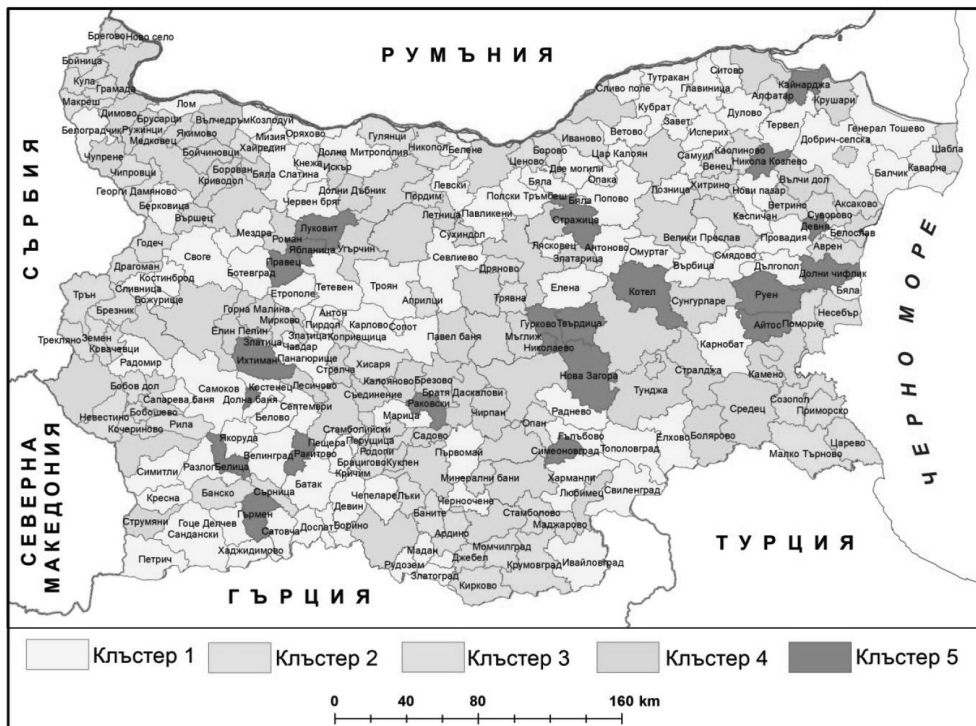 РУМЪНИЯ
СЪРБИЯ
СЕВЕРНА
МАКЕДОНИЯ
ГЪРЦИЯ
ТУРЦИЯ
ЧЕРНО МОРЕ
Брегово
Ново село
Бойница
Кула
Грамада
Макреш
Димово
Лом
Брусарци
Вълчедръм
Козлодуй
Белоградчик
Ружинци
Медковец
Якимово
Хайредин
Мизия
Оряхово
Гулянци
Чупрене
Бойчиновци
Борован
Бяла Слатина
Кнежа
Искър
Долна Митрополия
Никопол
Белене
Чипровци
Криводол
Георги Дамяново
Берковица
Вършец
Червен бряг
Долни Дъбник
Пордим
Левски
Летница
Павликени
Полски Тръмбеш
Сухиндол
Мездра
Роман
Луковит
Ябланица
Угърчин
Правец
Севлиево
Годеч
Своге
Ботевград
Драгоман
Костинброд
Сливница
Божурище
Трън
Брезник
Етрополе
Тетевен
Троян
Априлци
Дряново
Трявна
Трекляно
Земен
Ковачевци
Радомир
Горна Малина
Елин Пелин
Мирково
Златица
Пирдоп
Антон
Златица
Чавдар
Копривщица
Карлово
Сопот
Павел баня
Ихтиман
Панагюрище
Стрелча
Хисаря
Бобов дол
Сапарева баня
Самоков
Костенец
Долна баня
Лесичово
Септември
Белово
Съединение
Калояново
Брезово
Братя Даскалови
Раковски
Марица
Чирпан
Невестино
Бобошево
Кочериново
Рила
Якоруда
Велинград
Пещера
Ракитово
Стамболийски
Перущица
Родопи
Брацигово
Куклен
Кричим
Садово
Първомай
Симитли
Разлог
Белица
Сърница
Батак
Кресна
Банско
Гърмен
Струмяни
Гоце Делчев
Сандански
Сатовча
Доспат
Девин
Борино
Чепеларе
Лъки
Петрич
Хаджидимово
Баните
Черноочене
Ардино
Мадан
Рудозем
Златоград
Джебел
Момчилград
Кирково
Крумовград
Ивайловград
Минерални бани
Стамболово
Маджарово
Харманли
Любимец
Свиленград
Симеоновград
Гълъбово
Тополовград
Опан
Раднево
Елхово
Болярово
Нова Загора
Тунджа
Стралджа
Карнобат
Гурково
Твърдица
Мъглиж
Николаево
Елена
Котел
Сунгурларе
Руен
Айтос
Поморие
Несебър
Камено
Средец
Созопол
Приморско
Царево
Малко Търново
Сливо поле
Тутракан
Ситово
Главиница
Кайнарджа
Алфатар
Крушари
Кубрат
Завет
Дулово
Тервел
Генерал Тошево
Иваново
Ветово
Исперих
Добрич-селска
Шабла
Борово
Ценово
Цар Калоян
Каолиново
Самуил
Венец
Никола Козлево
Каварна
Балчик
Две могили
Бяла
Опака
Лозница
Хитрино
Нови пазар
Вълчи дол
Попово
Бяла
Стражица
Каспичан
Ветрино
Суворово
Аксаково
Девня
Белослав
Провадия
Аврен
Лясковец
Златарица
Антоново
Омуртаг
Велики Преслав
Смядово
Върбица
Дългопол
Долни чифлик
Бяла
Клъстер 1
Клъстер 2
Клъстер 3
Клъстер 4
Клъстер 5
0 40 80 160 km